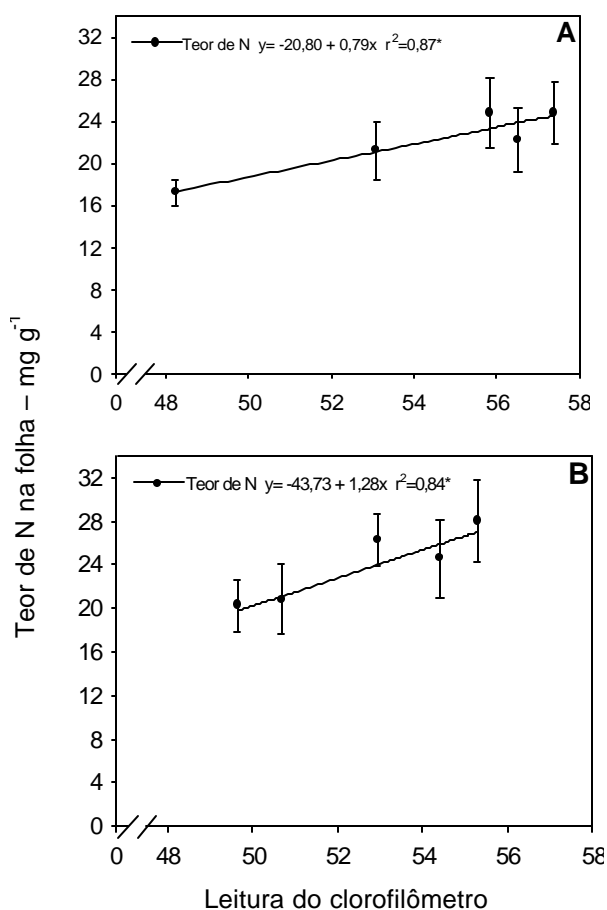 A
Teor de N y= -20,80 + 0,79x r²=0,87*
32
28
24
20
16
12
8
4
0
0 48 50 52 54 56 58
Teor de N na folha – mg g⁻¹
B
Teor de N y= -43,73 + 1,28x r²=0,84*
32
28
24
20
16
12
8
4
0
0 48 50 52 54 56 58
Leitura do clorofilômetro